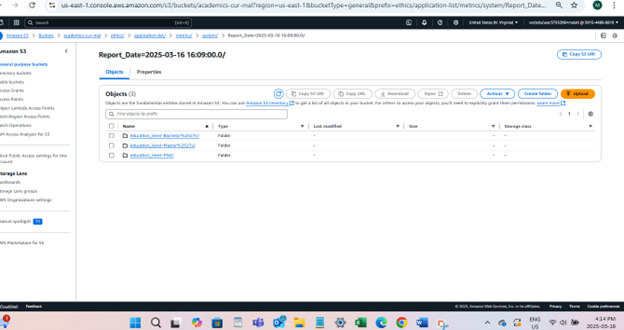 us-east-1.console.aws.amazon.com/s3/buckets/academics-cur-mal?region=us-east-1&bucketType=general&prefix=ethics/application-list/metrics/system/Report_Date...
Search
[Alt+S]
United States (N. Virginia)
Amazon S3
Buckets
academics-cur-mal
ethics/
application-list/
metrics/
system/
Report_Date=2025-03-16 16:09:00.0/
Amazon S3
General purpose buckets
Directory buckets
Table buckets
Access Grants
Access Points
Object Lambda Access Points
Multi-Region Access Points
Batch Operations
IAM Access Analyzer for S3
Block Public Access settings for this
account
Storage Lens
Dashboards
Storage Lens groups
AWS Organizations settings
Feature spotlight
AWS Marketplace for S3
Report_Date=2025-03-16 16:09:00.0/
Copy S3 URI
Objects
Properties
Objects (3)
Copy S3 URI
Copy URL
Download
Open
Delete
Actions
Create folder
Upload
Objects are the fundamental entities stored in Amazon S3. You can use Amazon S3 inventory to get a list of all objects in your bucket. For others to access your objects, you'll need to explicitly grant them permissions. Learn more
Find objects by prefix
1
Name
Type
Last modified
Size
Storage class
education_level=Bachelor%2527s/
Folder
-
-
-
education_level=Master%2527s/
Folder
-
-
-
education_level=PhD/
Folder
-
-
-
CloudShell
Feedback
© 2025, Amazon Web Services, Inc. or its affiliates.
Privacy
Terms
Cookie preferences
ENG
US
4:14 PM
2025-03-16